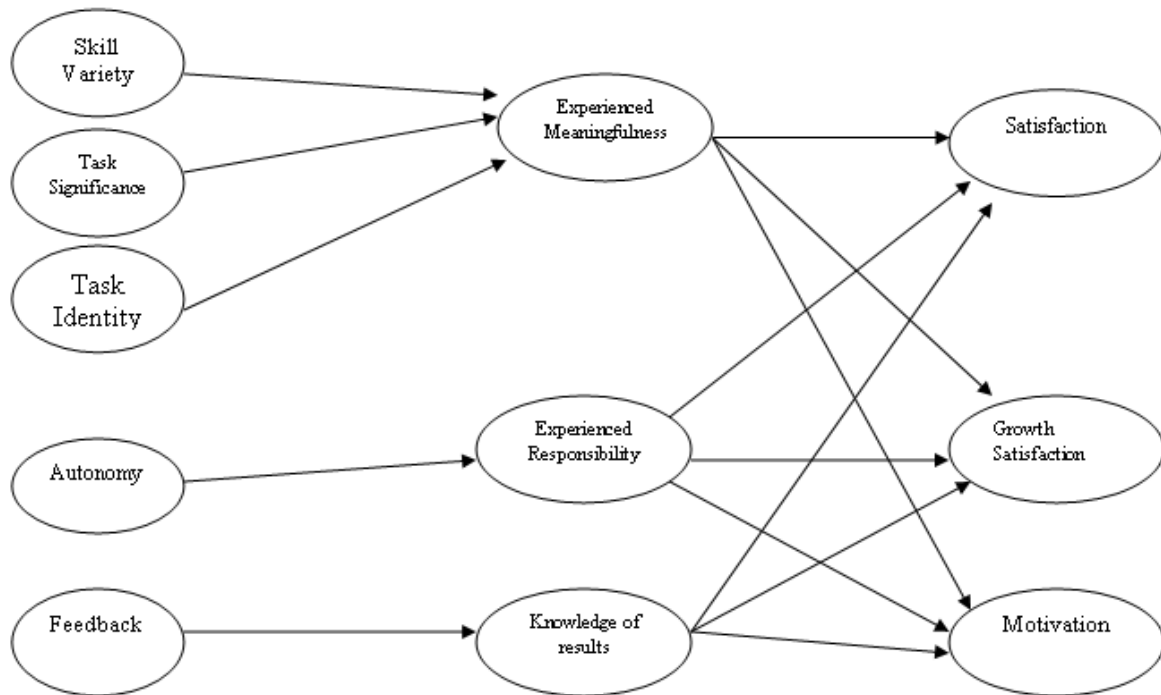 Skill
Variety
Task
Significance
Task
Identity
Autonomy
Feedback
Experienced
Meaningfulness
Experienced
Responsibility
Knowledge of
results
Satisfaction
Growth
Satisfaction
Motivation